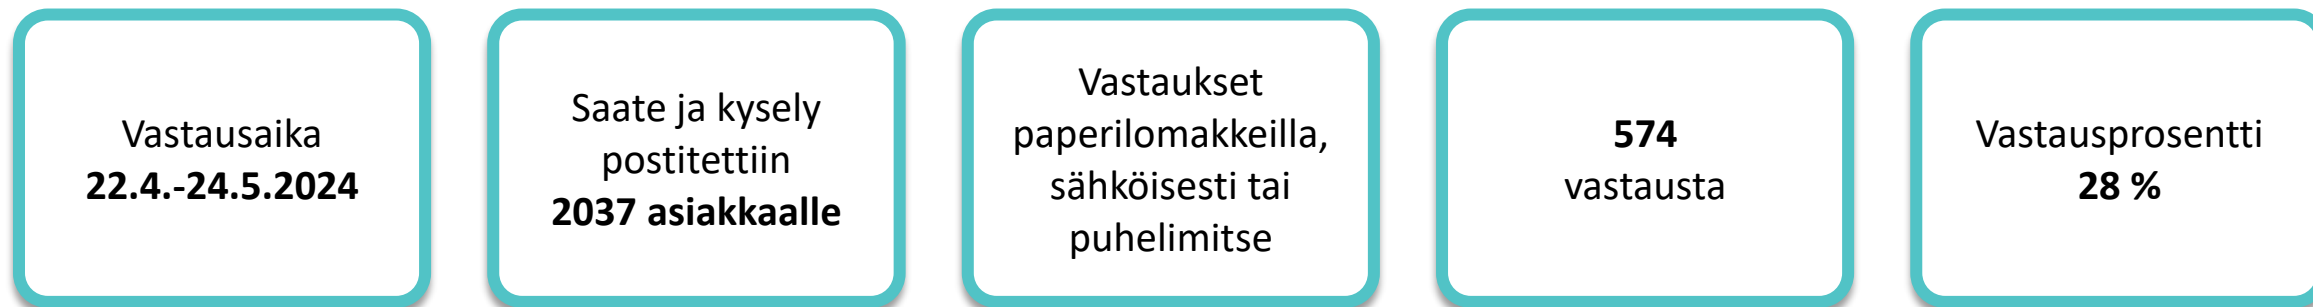 Vastausaika
22.4.-24.5.2024
Saate ja kysely
postitettiin
2037 asiakkaalle
Vastaukset
paperilomakkeilla,
sähköisesti tai
puhelimitse
574
vastausta
Vastausprosentti
28 %